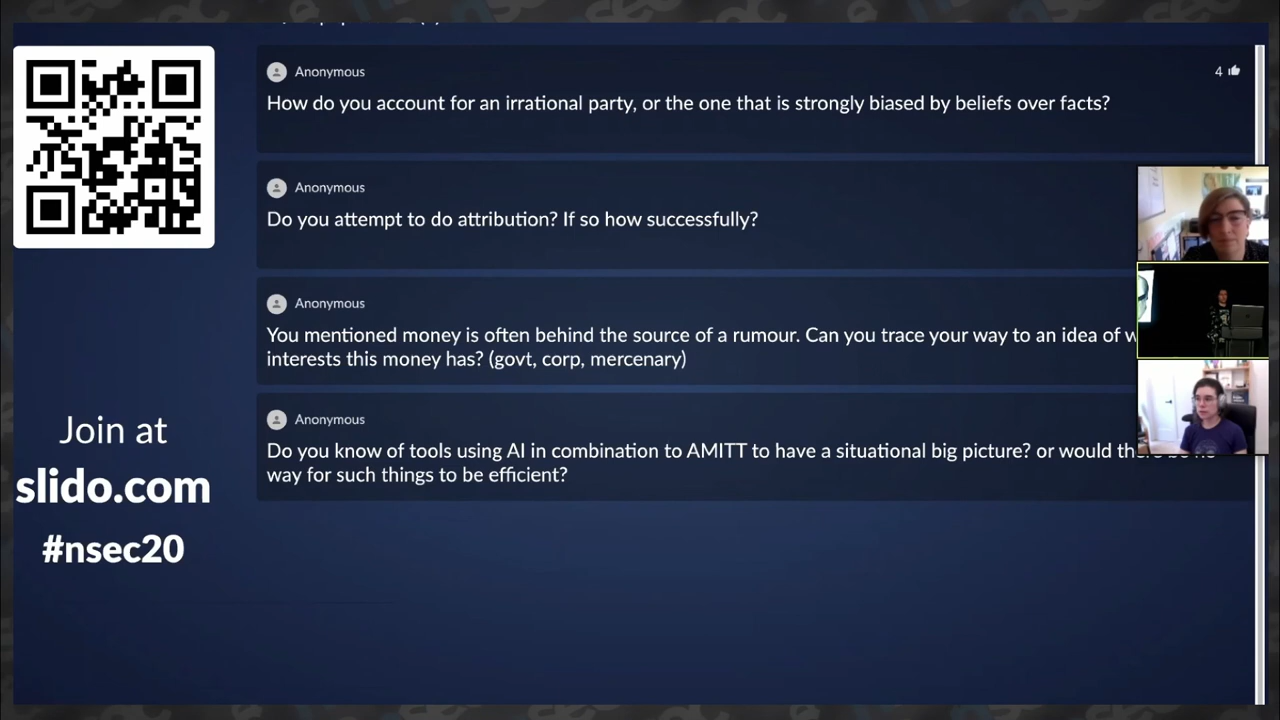 Anonymous
4
How do you account for an irrational party, or the one that is strongly biased by beliefs over facts?
Anonymous
Do you attempt to do attribution? If so how successfully?
Anonymous
You mentioned money is often behind the source of a rumour. Can you trace your way to an idea of
interests this money has? (govt, corp, mercenary)
Anonymous
Do you know of tools using AI in combination to AMITT to have a situational big picture? or would
way for such things to be efficient?
Join at
slido.com
#nsec20